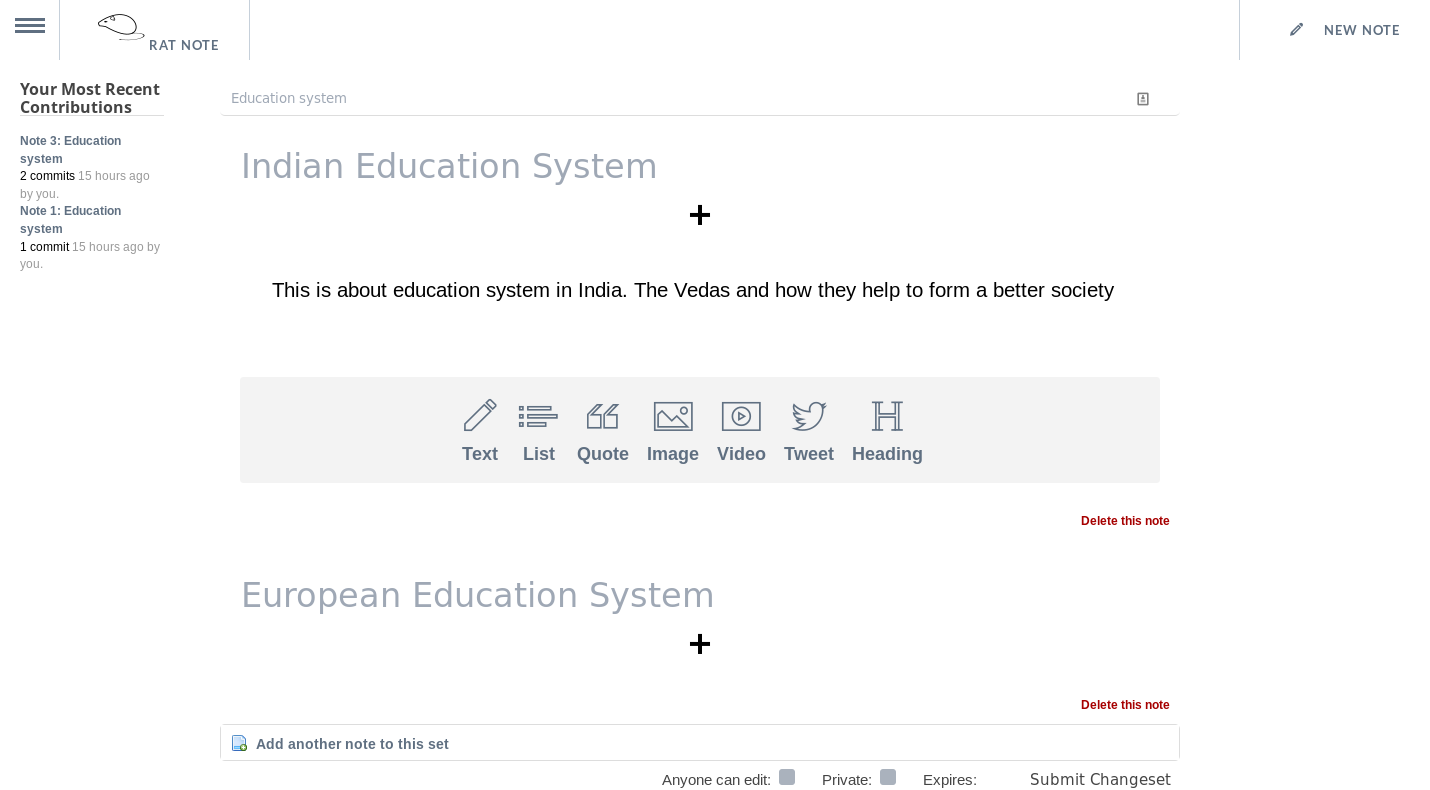 RAT NOTE
NEW NOTE
Your Most Recent
Contributions
Note 3: Education
system
2 commits 15 hours ago
by you.
Note 1: Education
system
1 commit 15 hours ago by
you.
Education system
Indian Education System
This is about education system in India. The Vedas and how they help to form a better society
Text List Quote Image Video Tweet Heading
Delete this note
European Education System
Delete this note
Add another note to this set
Anyone can edit: Private: Expires: Submit Changeset